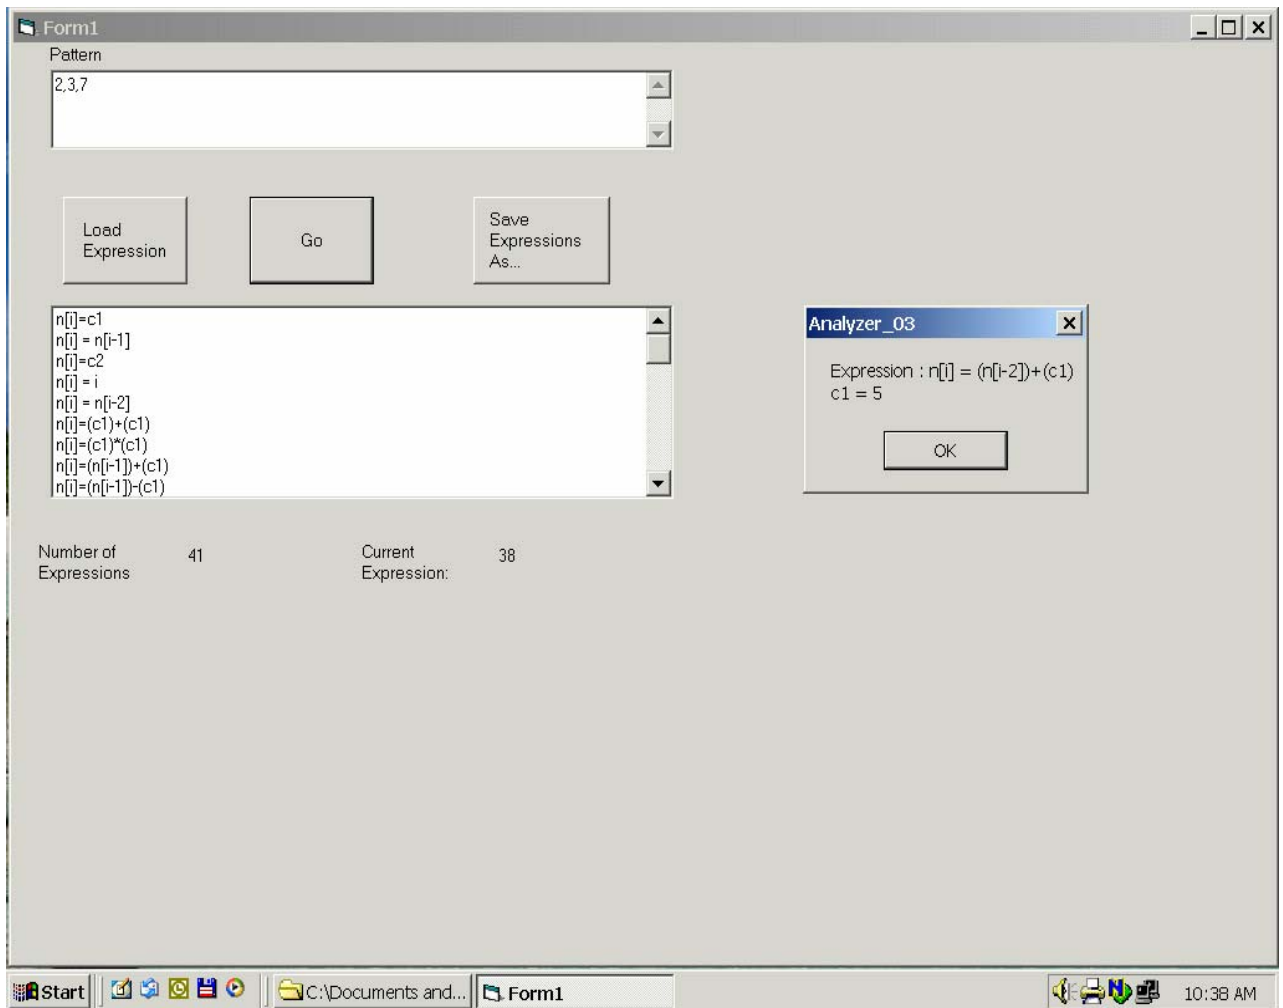 Form1
Pattern
2,3,7
Load
Expression
Go
Save
Expressions
As...
n[i]=c1
n[i] = n[i-1]
n[i]=c2
n[i] = i
n[i] = n[i-2]
n[i]=(c1)+(c1)
n[i]=(c1)*(c1)
n[i]=(n[i-1])+(c1)
n[i]=(n[i-1])-(c1)
Analyzer_03
Expression : n[i] = (n[i-2])+(c1)
c1 = 5
OK
Number of
Expressions
41
Current
Expression:
38
Start
C:\Documents and...
Form1
10:38 AM